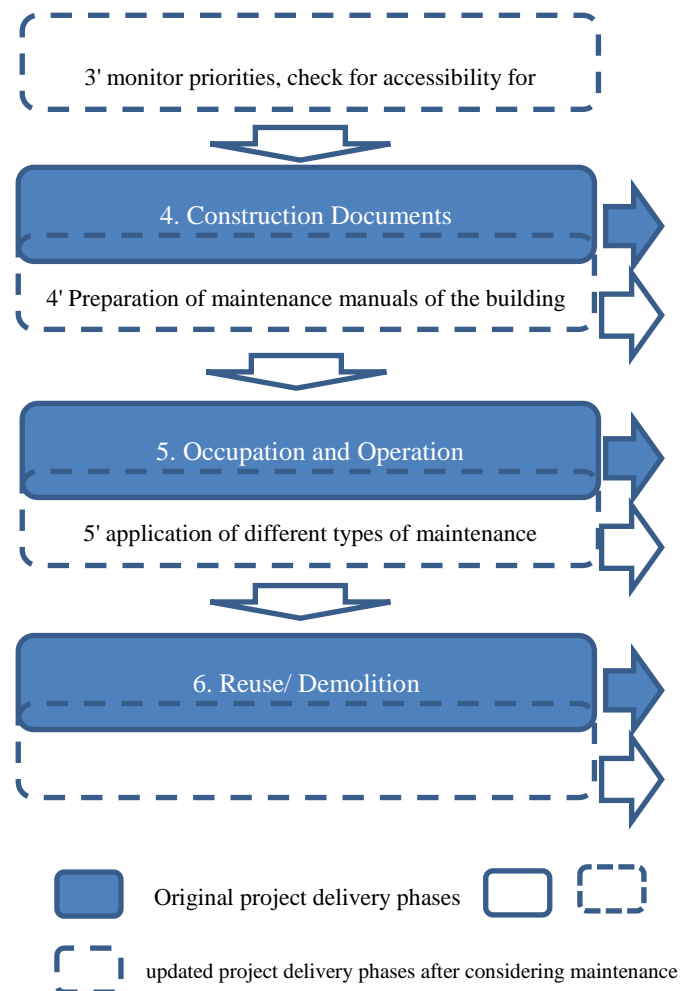 3' monitor priorities, check for accessibility for
4. Construction Documents
4' Preparation of maintenance manuals of the building
5. Occupation and Operation
5' application of different types of maintenance
6. Reuse/ Demolition
Original project delivery phases
updated project delivery phases after considering maintenance